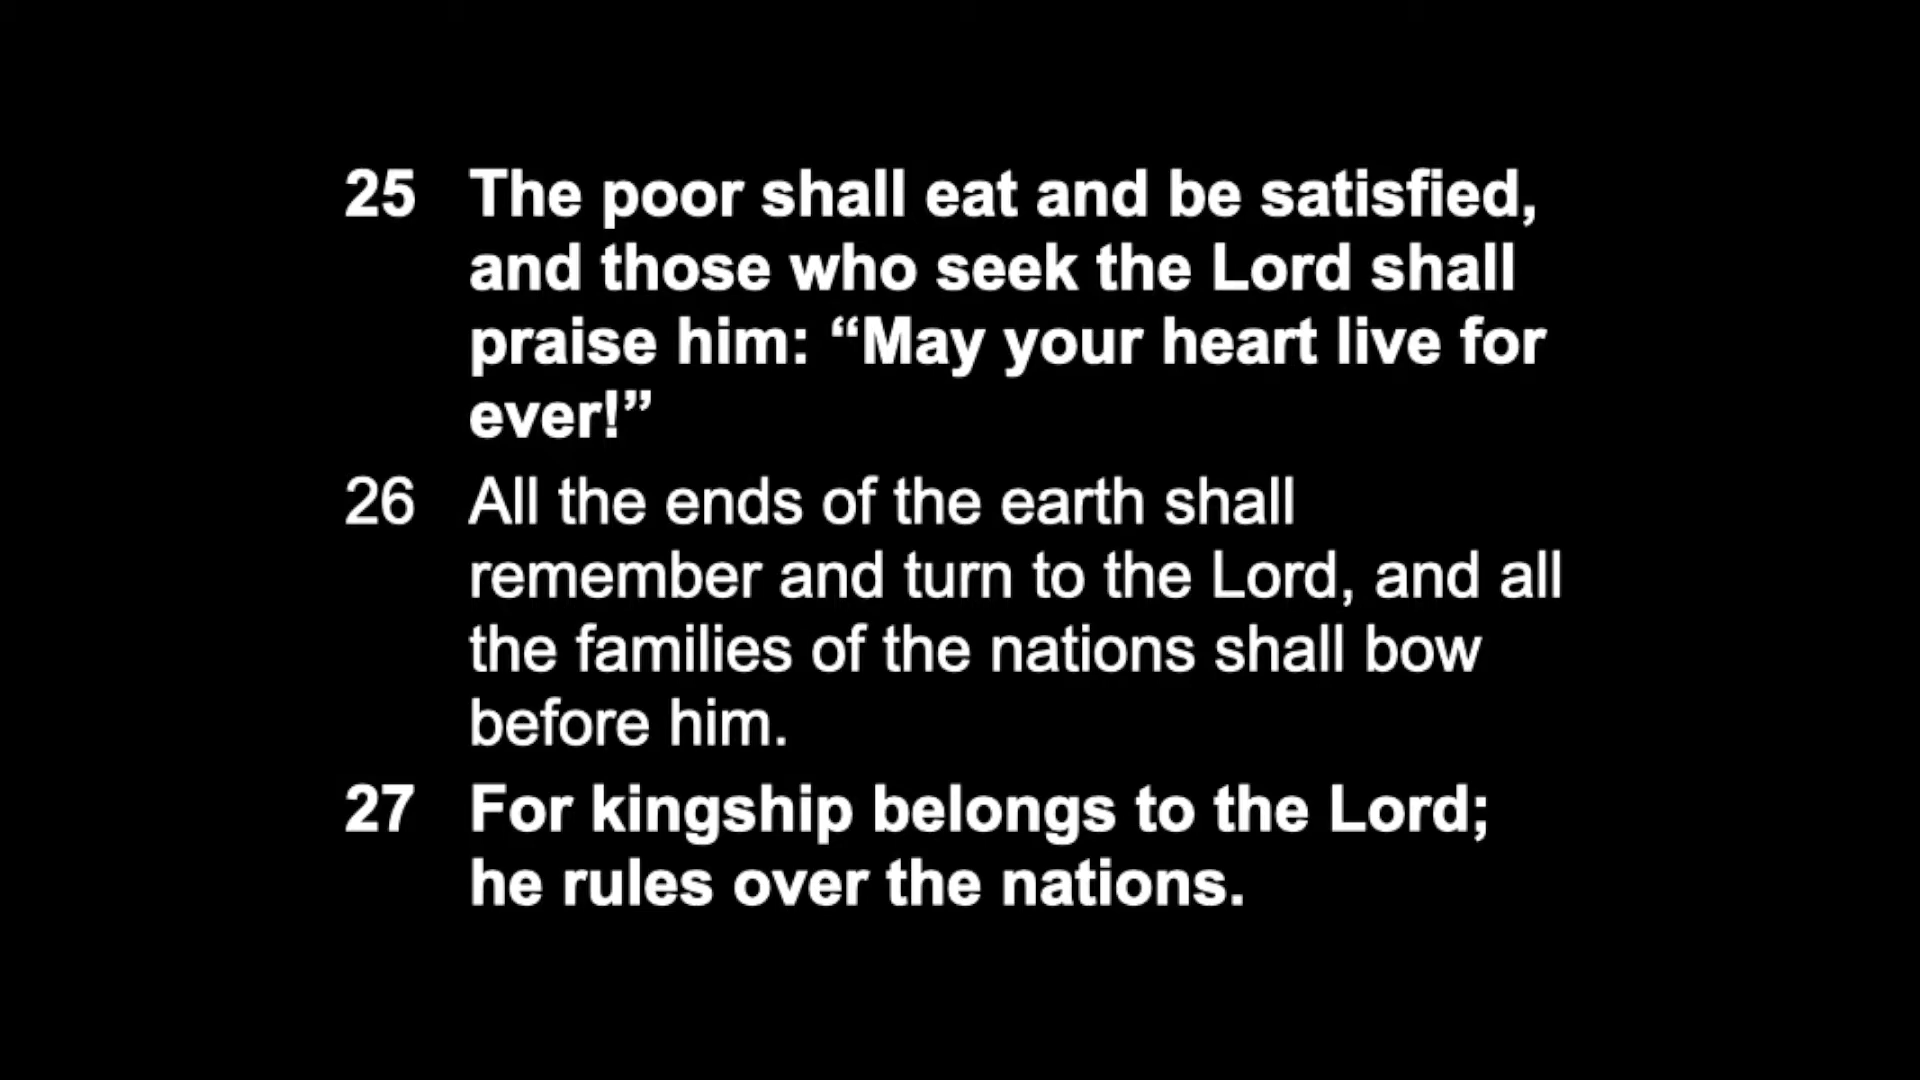 25 The poor shall eat and be satisfied,
and those who seek the Lord shall
praise him: “May your heart live for
ever!”
26 All the ends of the earth shall
remember and turn to the Lord, and all
the families of the nations shall bow
before him.
27 For kingship belongs to the Lord;
he rules over the nations.